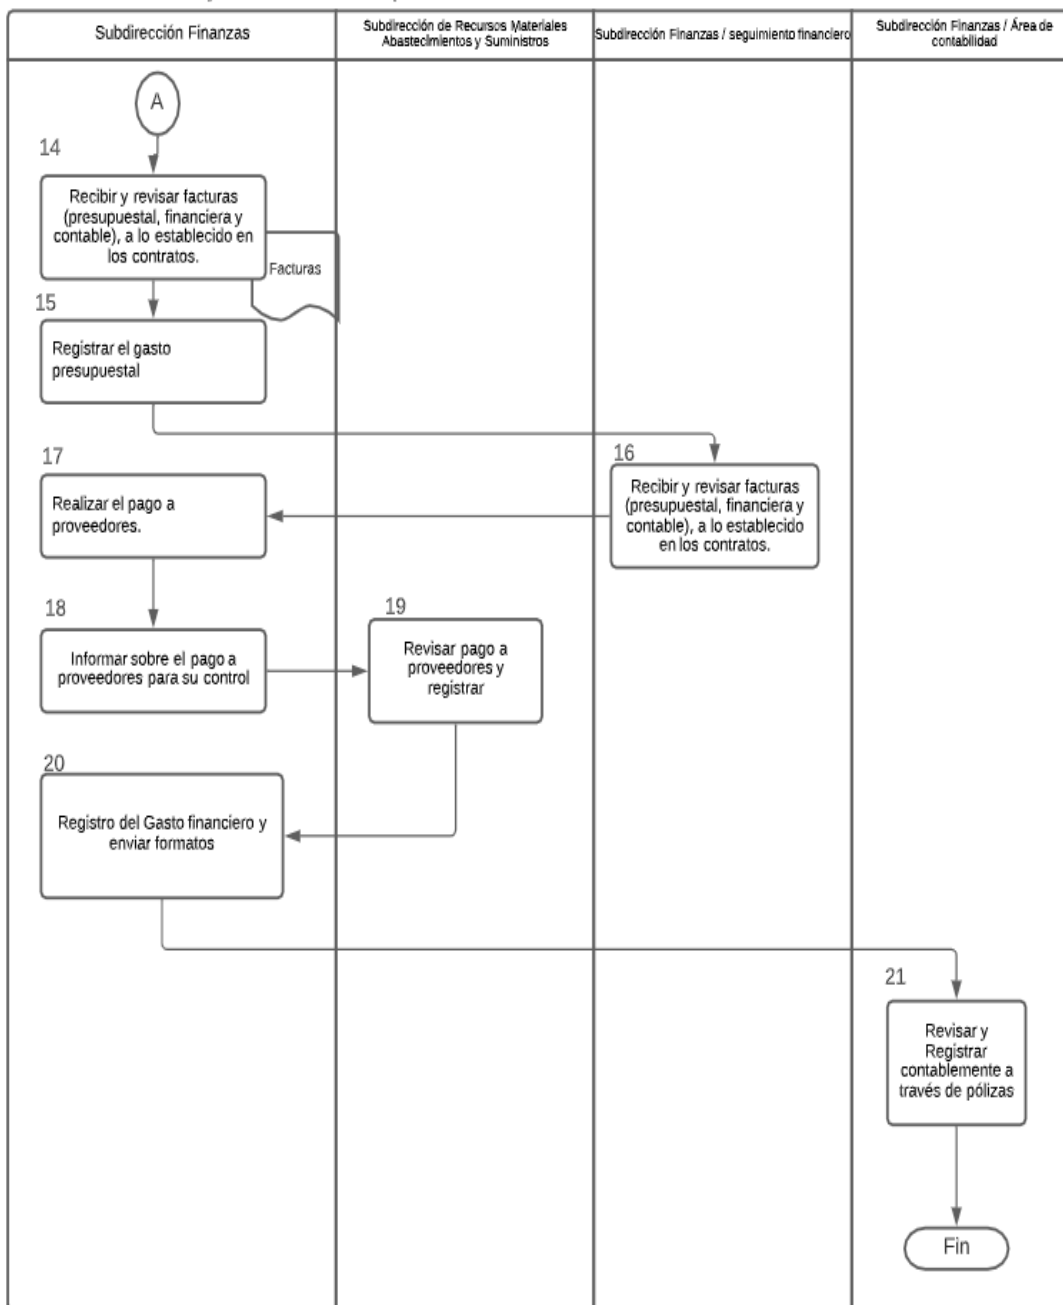 Subdirección Finanzas
Subdirección de Recursos Materiales
Abastecimientos y Suministros
Subdirección Finanzas / seguimiento financiero
Subdirección Finanzas / Área de
contabilidad
A
14
Recibir y revisar facturas
(presupuestal, financiera y
contable), a lo establecido en
los contratos.
Facturas
15
Registrar el gasto
presupuestal
16
Recibir y revisar facturas
(presupuestal, financiera y
contable), a lo establecido
en los contratos.
17
Realizar el pago a
proveedores.
18
Informar sobre el pago a
proveedores para su control
19
Revisar pago a
proveedores y
registrar
20
Registro del Gasto financiero y
enviar formatos
21
Revisar y
Registrar
contablemente a
través de pólizas
Fin